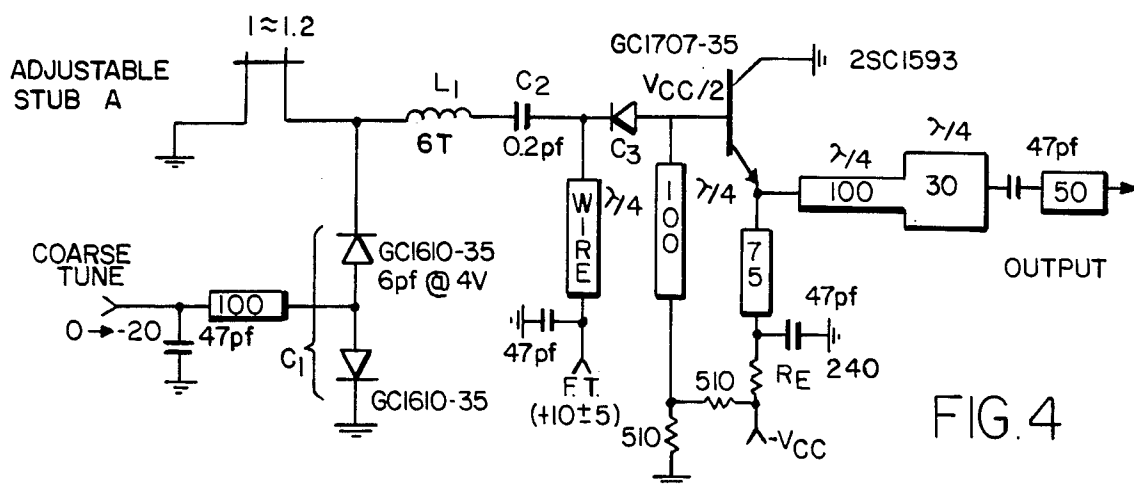 l ≈ 1.2
ADJUSTABLE
STUB A
L1
6T
C2
0.2pf
C3
GC1707-35
VCC/2
2SC1593
λ/4
WIRE
λ/4
100
λ/4
100
λ/4
30
47pf
50
OUTPUT
75
47pf
RE
240
COARSE
TUNE
0 → -20
100
47pf
C1
GC1610-35
6pf @ 4V
GC1610-35
47pf
F.T.
(+10±5)
510
510
-VCC
FIG. 4